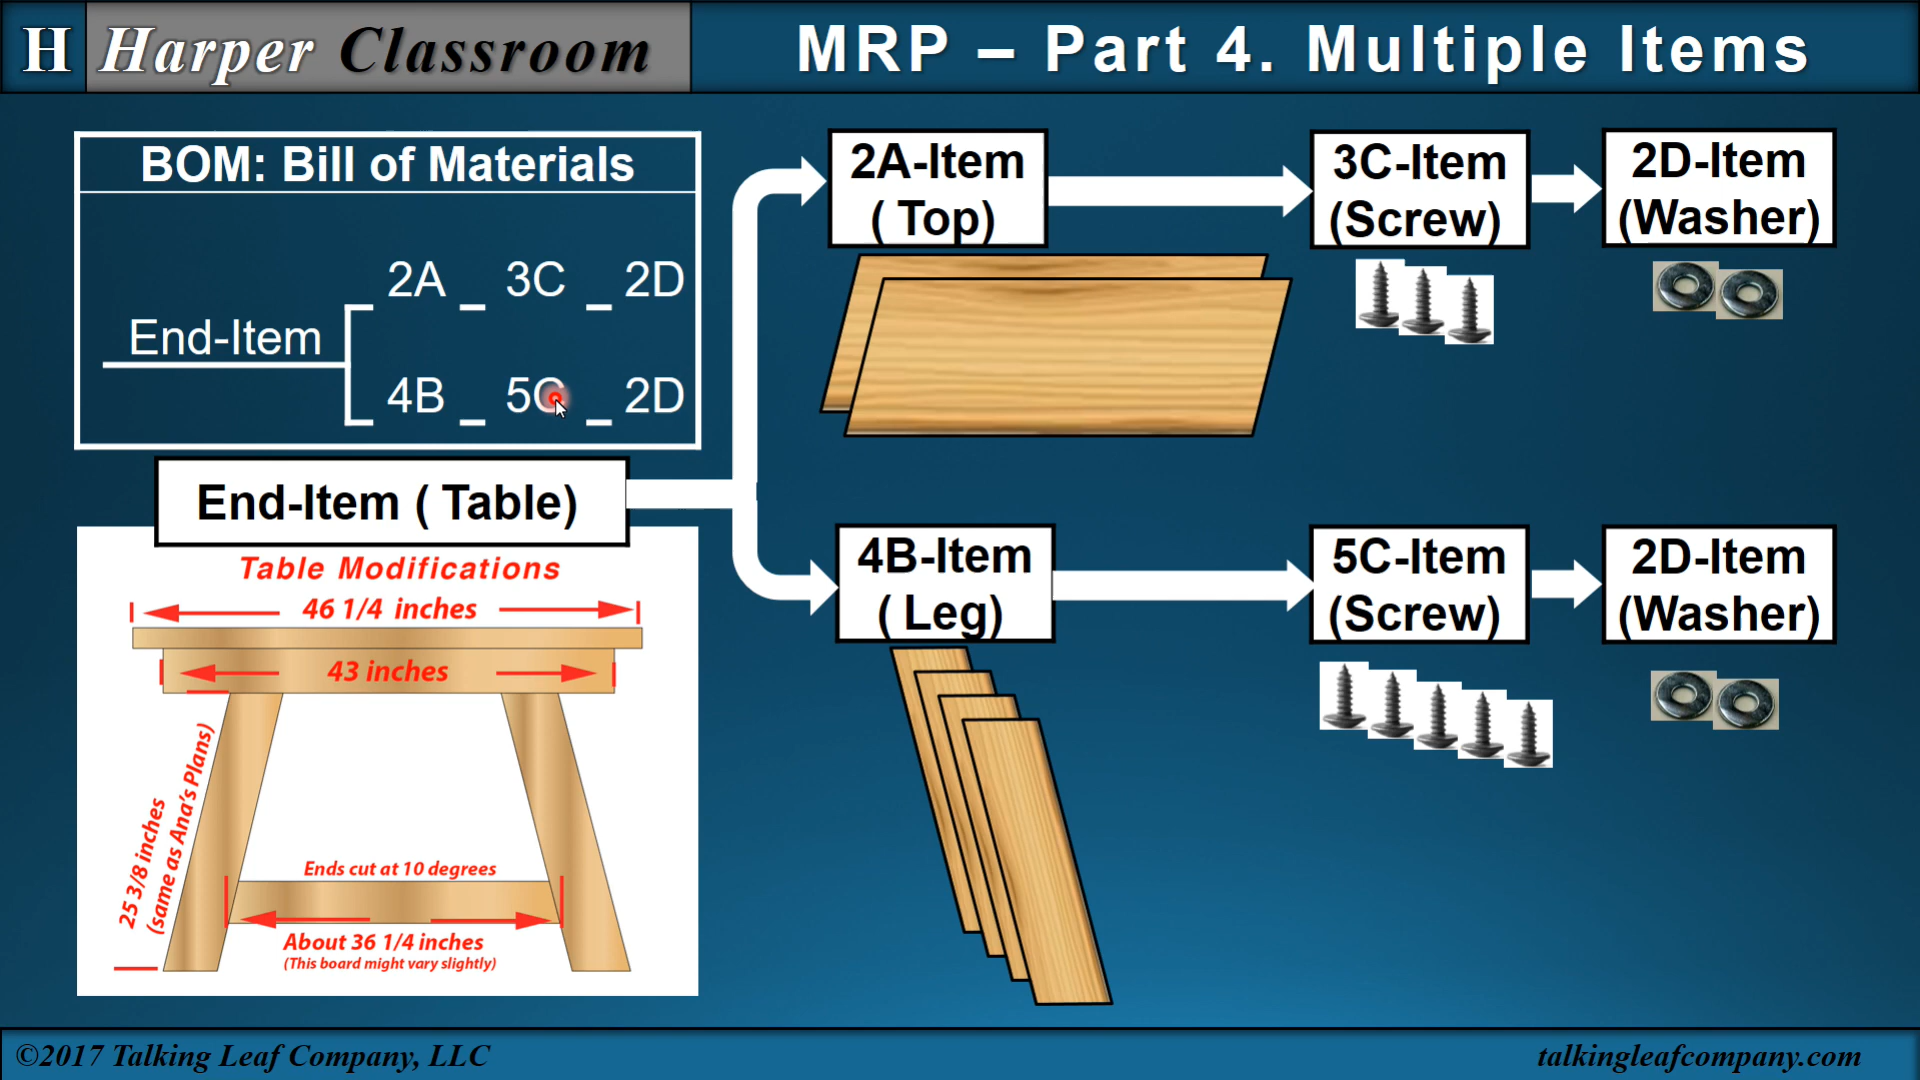 H Harper Classroom
MRP – Part 4. Multiple Items
BOM: Bill of Materials
2A _ 3C _ 2D
End-Item
4B _ 5C _ 2D
End-Item ( Table)
2A-Item
( Top)
3C-Item
(Screw)
2D-Item
(Washer)
4B-Item
( Leg)
5C-Item
(Screw)
2D-Item
(Washer)
Table Modifications
46 1/4 inches
43 inches
25 3/8 inches
(same as Ana's Plans)
Ends cut at 10 degrees
About 36 1/4 inches
(This board might vary slightly)
©2017 Talking Leaf Company, LLC
talkingleafcompany.com